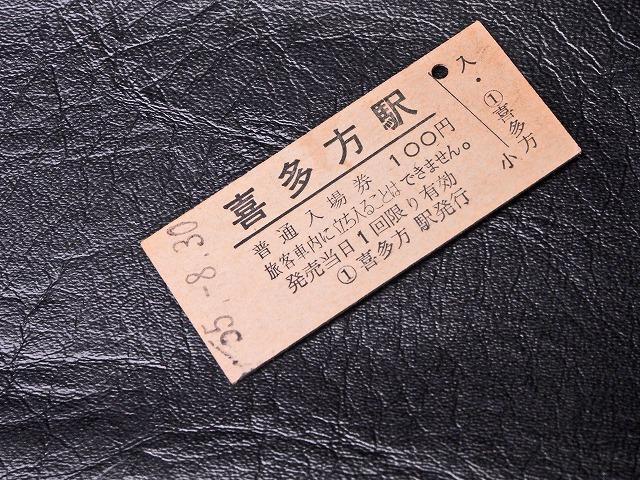 喜多方駅
普通入場券 100円
旅客車内に立ち入ることはできません。
発売当日1回限り有効
①喜多方駅発行
55.-8.30
入・
①喜多方
小